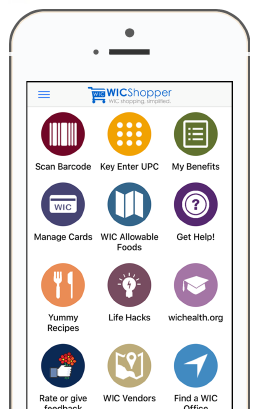 WIC WICShopper
WIC shopping, simplified.
Scan Barcode Key Enter UPC My Benefits
WIC
Manage Cards WIC Allowable Foods Get Help!
Yummy Recipes Life Hacks wichealth.org
Rate or give feedback WIC Vendors Find a WIC Office